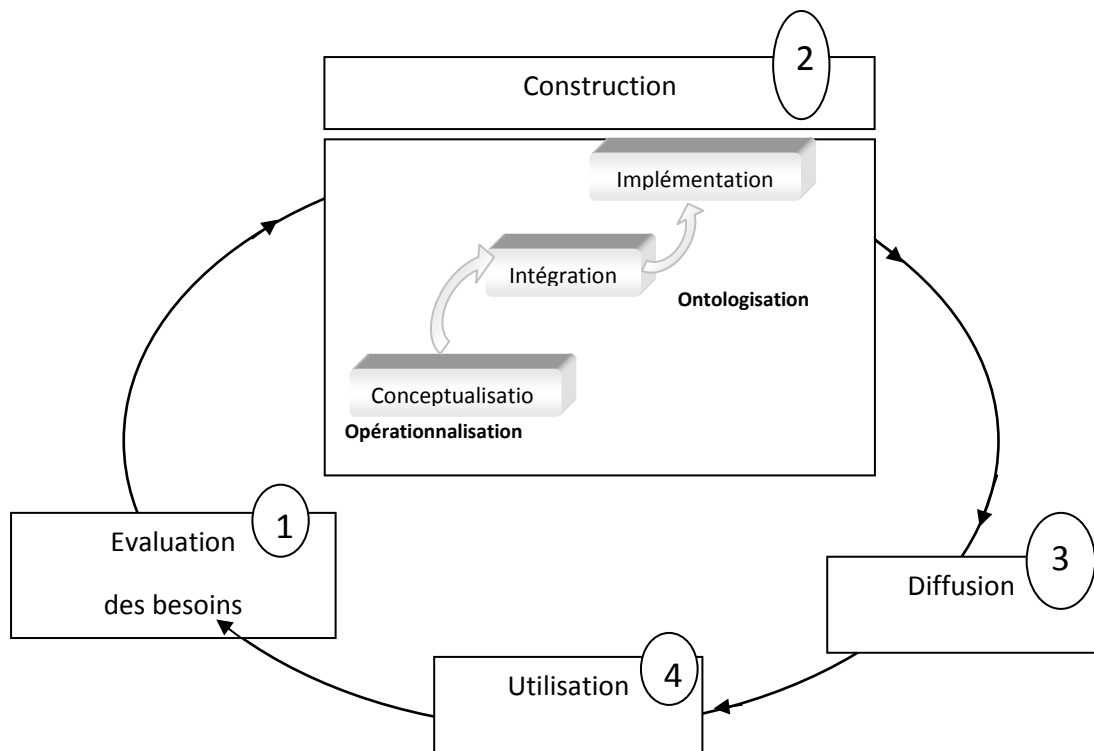 2
Construction
Implémentation
Intégration
Ontologisation
Conceptualisatio
Opérationnalisation
1
Evaluation
des besoins
3
Diffusion
4
Utilisation